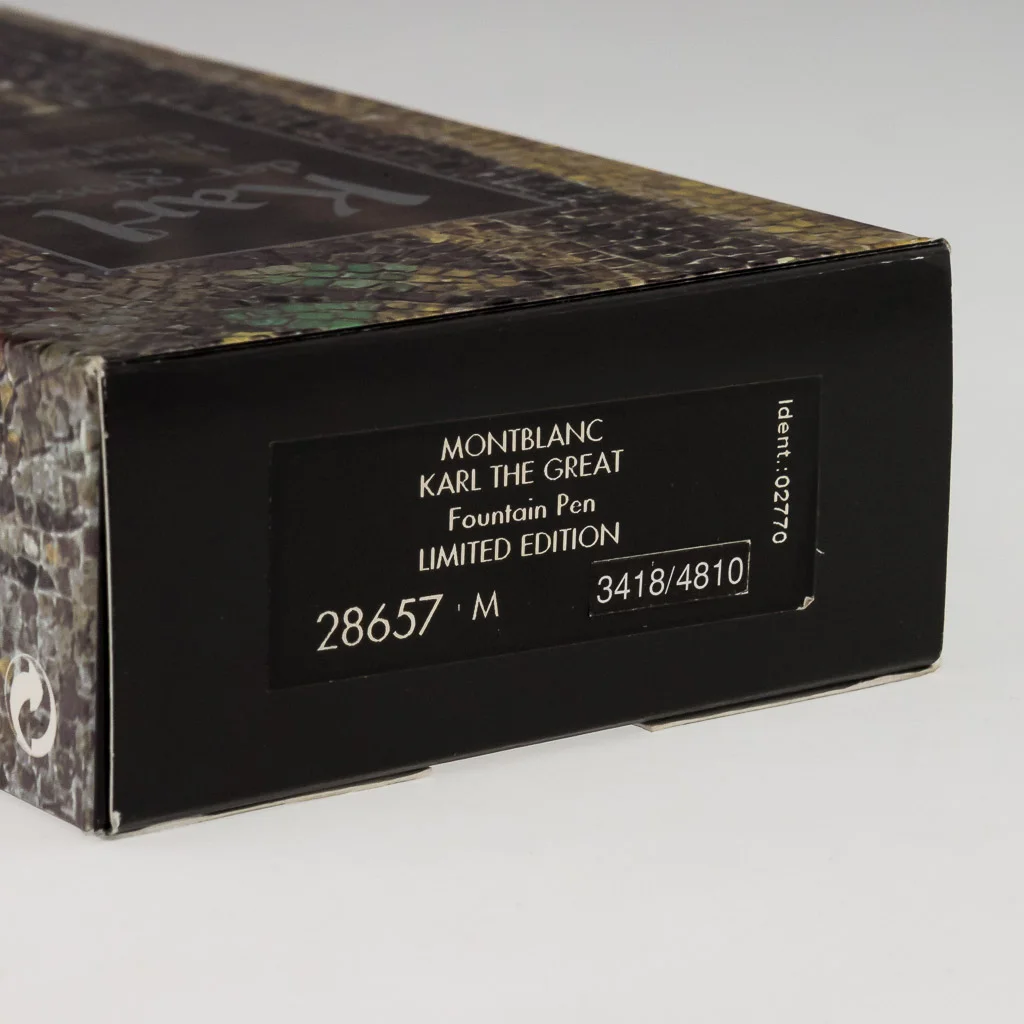 Karl
MONTBLANC
KARL THE GREAT
Fountain Pen
LIMITED EDITION
28657 M
3418/4810
Ident.:02770